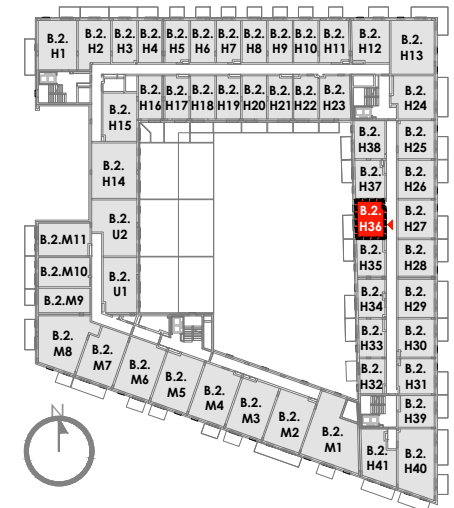 B.2.
H1
B.2.
H2
B.2.
H3
B.2.
H4
B.2.
H5
B.2.
H6
B.2.
H7
B.2.
H8
B.2.
H9
B.2.
H10
B.2.
H11
B.2.
H12
B.2.
H13
B.2.
H15
B.2.
H16
B.2.
H17
B.2.
H18
B.2.
H19
B.2.
H20
B.2.
H21
B.2.
H22
B.2.
H23
B.2.
H24
B.2.
H38
B.2.
H25
B.2.
H14
B.2.
H37
B.2.
H26
B.2.
U2
B.2.
H36
B.2.
H27
B.2.M11
B.2.M10
B.2.M9
B.2.
U1
B.2.
H35
B.2.
H28
B.2.
H34
B.2.
H29
B.2.
H33
B.2.
H30
B.2.
H32
B.2.
H31
B.2.
M8
B.2.
M7
B.2.
M6
B.2.
M5
B.2.
M4
B.2.
M3
B.2.
M2
B.2.
M1
B.2.
H39
B.2.
H41
B.2.
H40
N